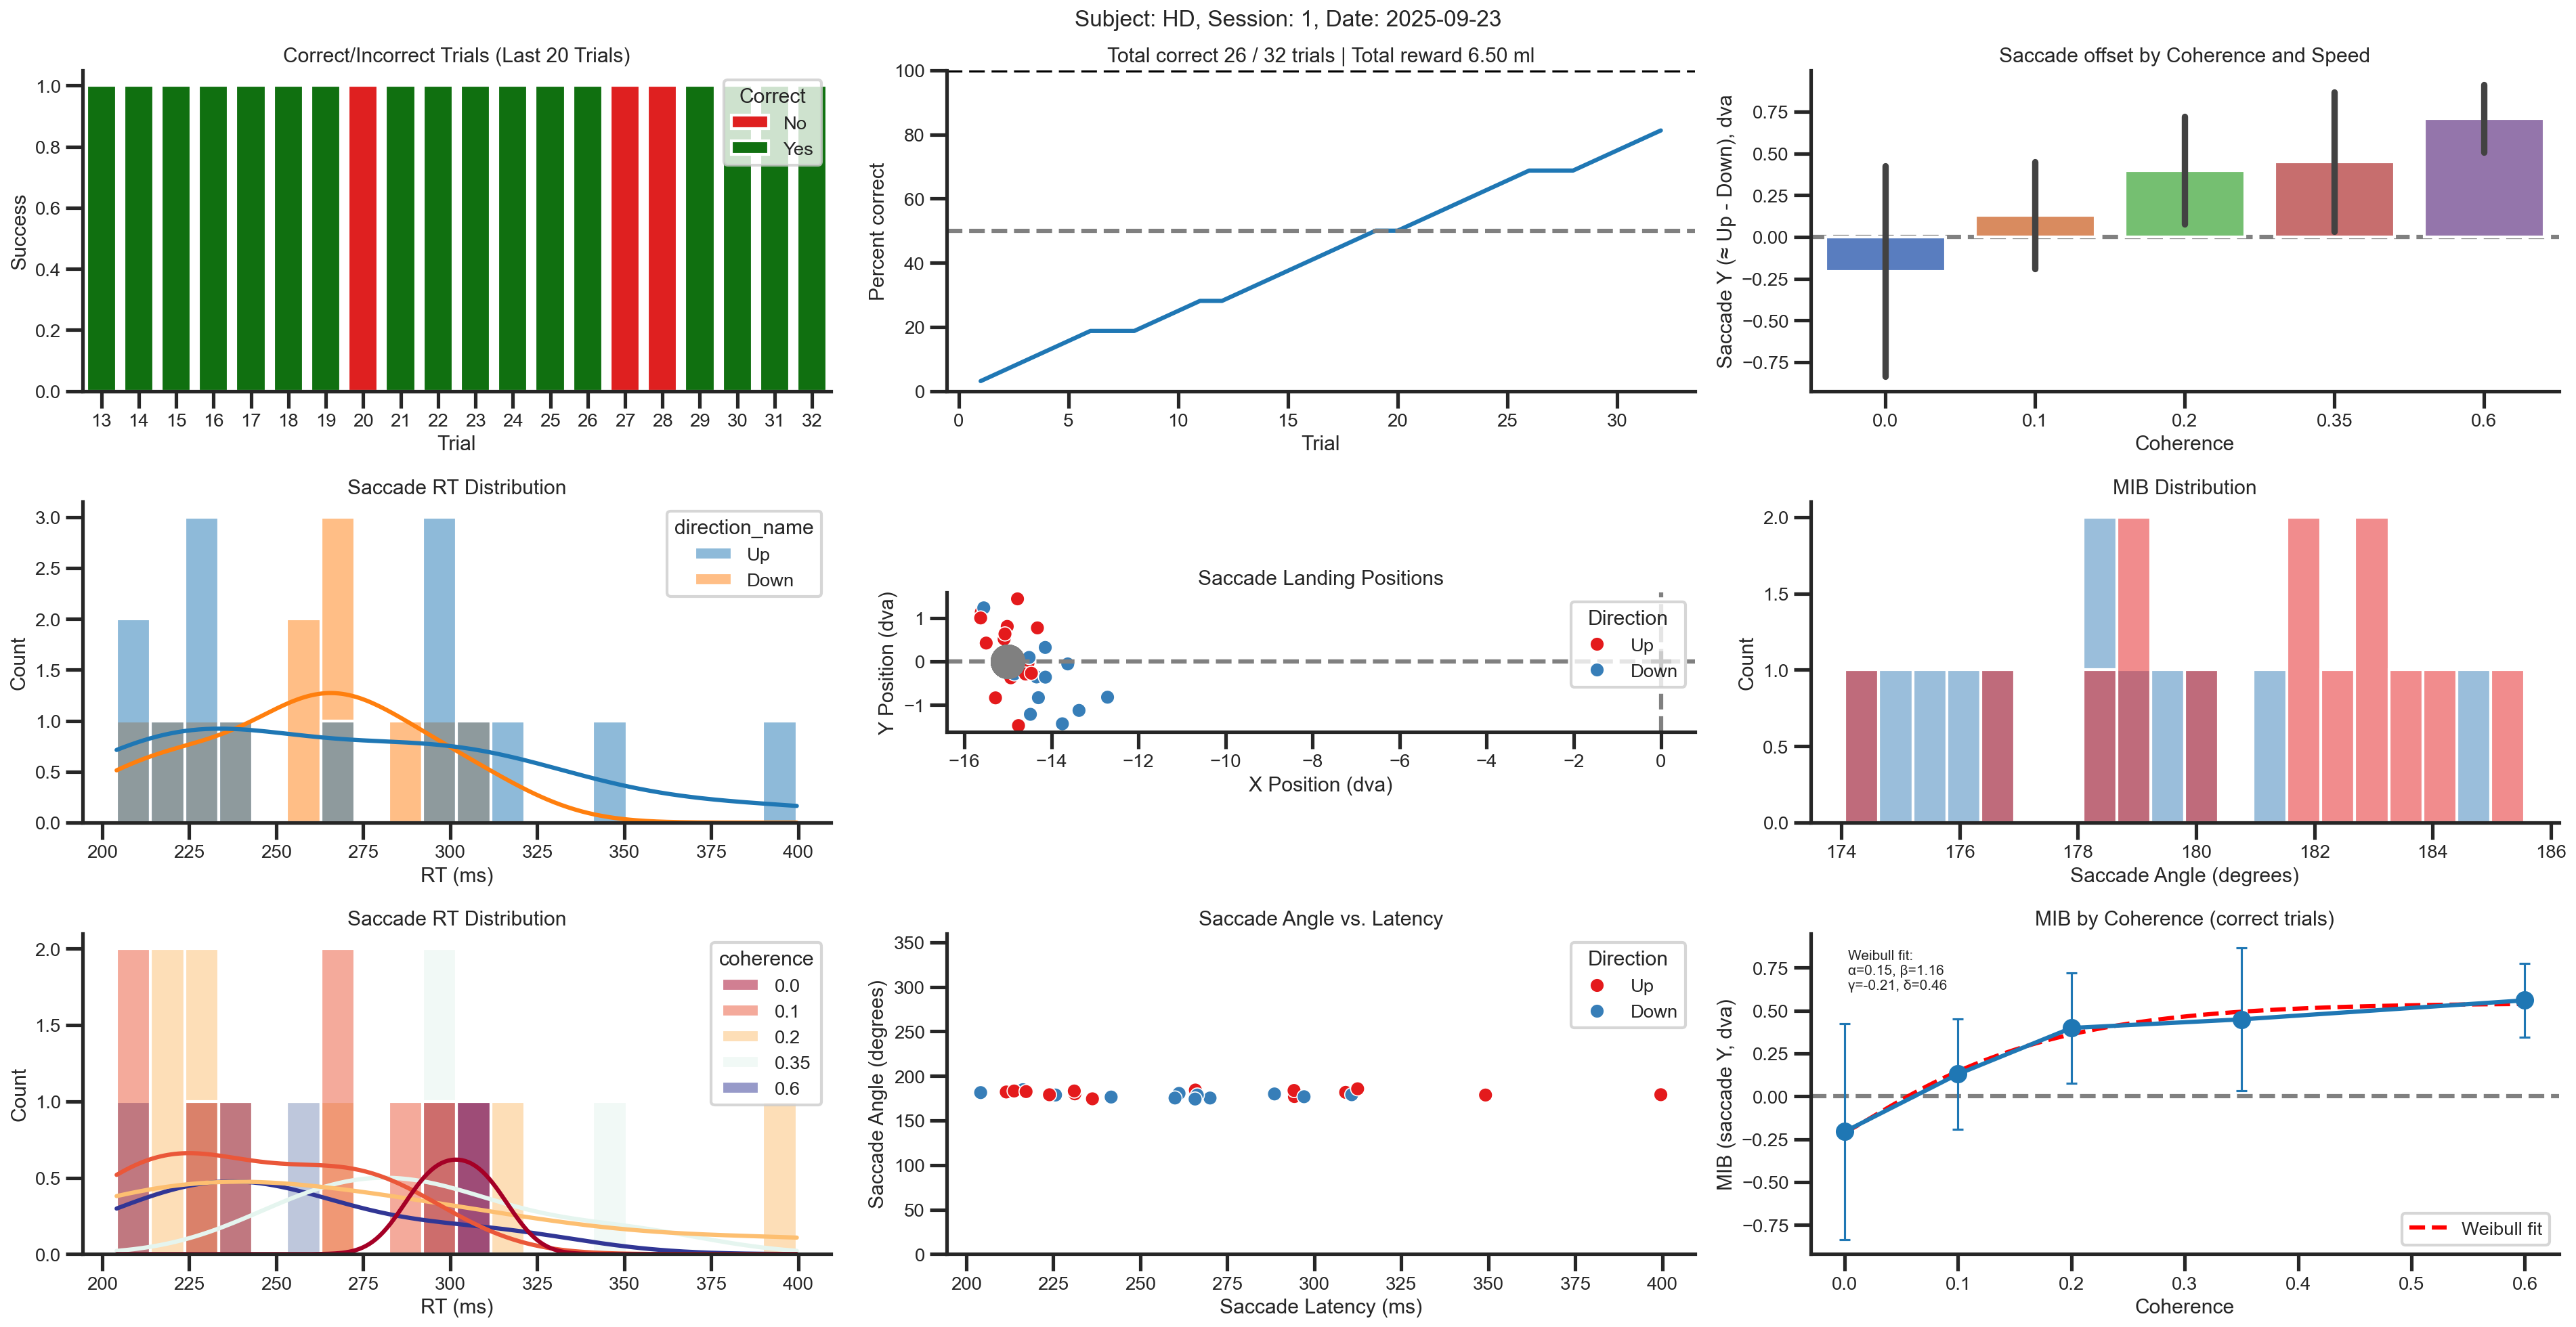 Subject: HD, Session: 1, Date: 2025-09-23
Correct/Incorrect Trials (Last 20 Trials)
Success
1.0
0.8
0.6
0.4
0.2
0.0
Correct
No
Yes
13 14 15 16 17 18 19 20 21 22 23 24 25 26 27 28 29 30 31 32
Trial
Total correct 26 / 32 trials | Total reward 6.50 ml
Percent correct
100
80
60
40
20
0
0 5 10 15 20 25 30
Trial
Saccade offset by Coherence and Speed
Saccade Y (≈ Up - Down), dva
0.75
0.50
0.25
0.00
−0.25
−0.50
−0.75
0.0 0.1 0.2 0.35 0.6
Coherence
Saccade RT Distribution
Count
3.0
2.5
2.0
1.5
1.0
0.5
0.0
direction_name
Up
Down
200 225 250 275 300 325 350 375 400
RT (ms)
Saccade Landing Positions
Y Position (dva)
1
0
−1
Direction
Up
Down
−16 −14 −12 −10 −8 −6 −4 −2 0
X Position (dva)
MIB Distribution
Count
2.0
1.5
1.0
0.5
0.0
174 176 178 180 182 184 186
Saccade Angle (degrees)
Saccade RT Distribution
Count
2.0
1.5
1.0
0.5
0.0
coherence
0.0
0.1
0.2
0.35
0.6
200 225 250 275 300 325 350 375 400
RT (ms)
Saccade Angle vs. Latency
Saccade Angle (degrees)
350
300
250
200
150
100
50
0
Direction
Up
Down
200 225 250 275 300 325 350 375 400
Saccade Latency (ms)
MIB by Coherence (correct trials)
MIB (saccade Y, dva)
0.75
0.50
0.25
0.00
−0.25
−0.50
−0.75
Weibull fit:
α=0.15, β=1.16
γ=-0.21, δ=0.46
Weibull fit
0.0 0.1 0.2 0.3 0.4 0.5 0.6
Coherence